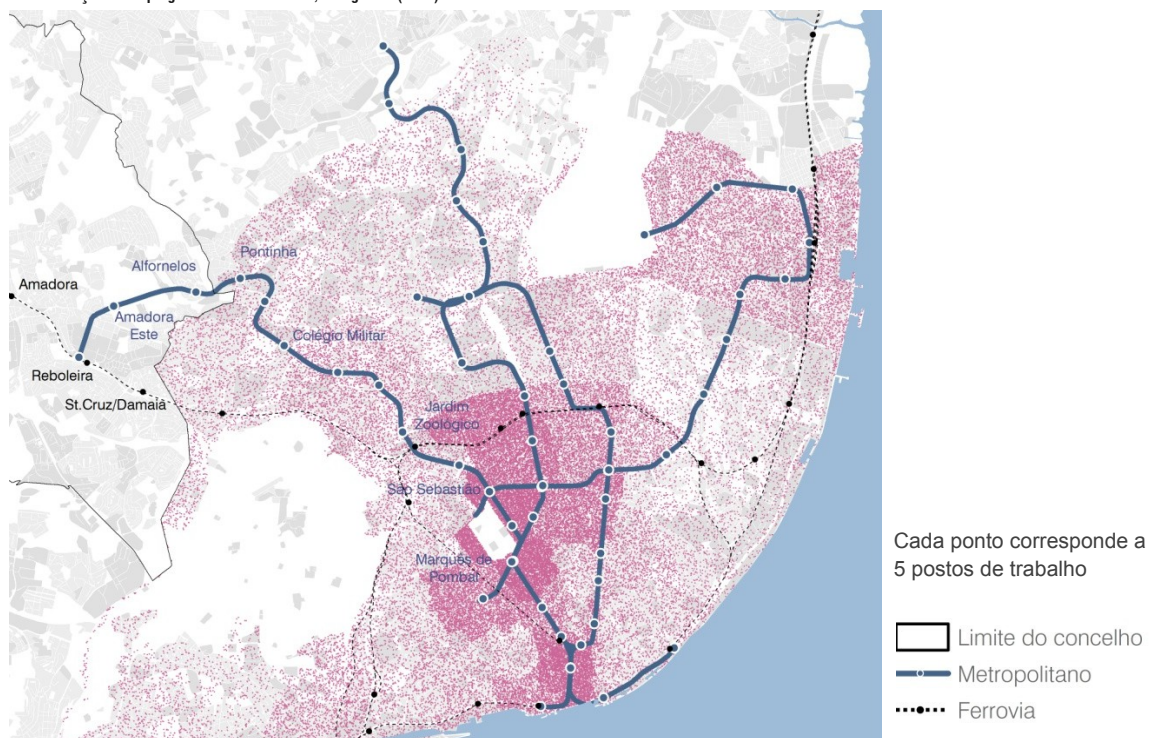 Pontinha
Alfornelos
Amadora
Amadora
Este
Colégio Militar
Reboleira
St.Cruz/Damaia
Jardim
Zoológico
São Sebastião
Marquês de
Pombal
Cada ponto corresponde a
5 postos de trabalho
Limite do concelho
Metropolitano
Ferrovia